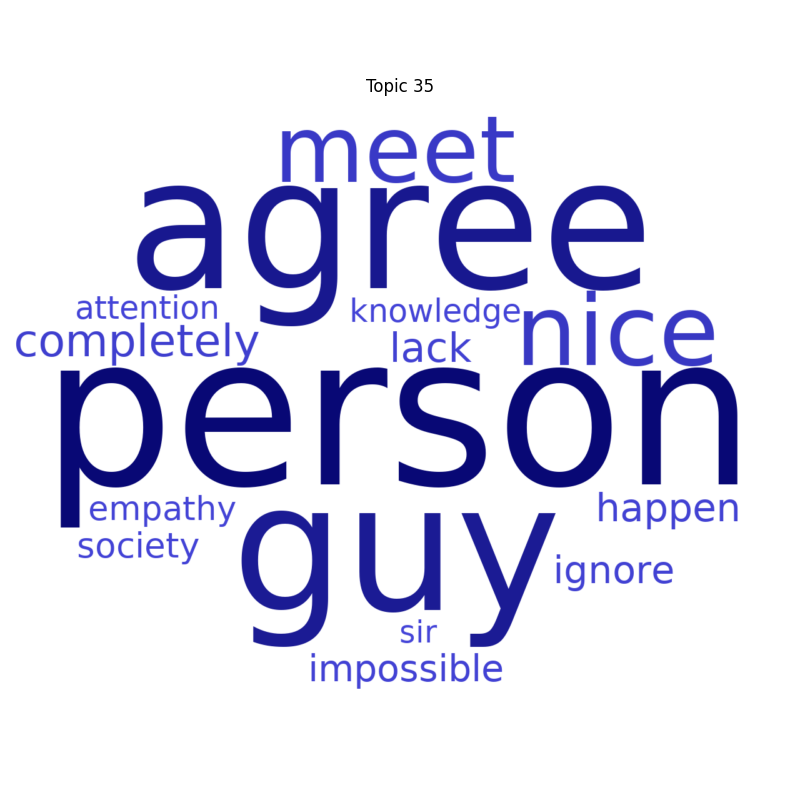 Topic 35
meet
agree
attention
knowledge
nice
completely
lack
person
empathy
guy
happen
society
ignore
sir
impossible